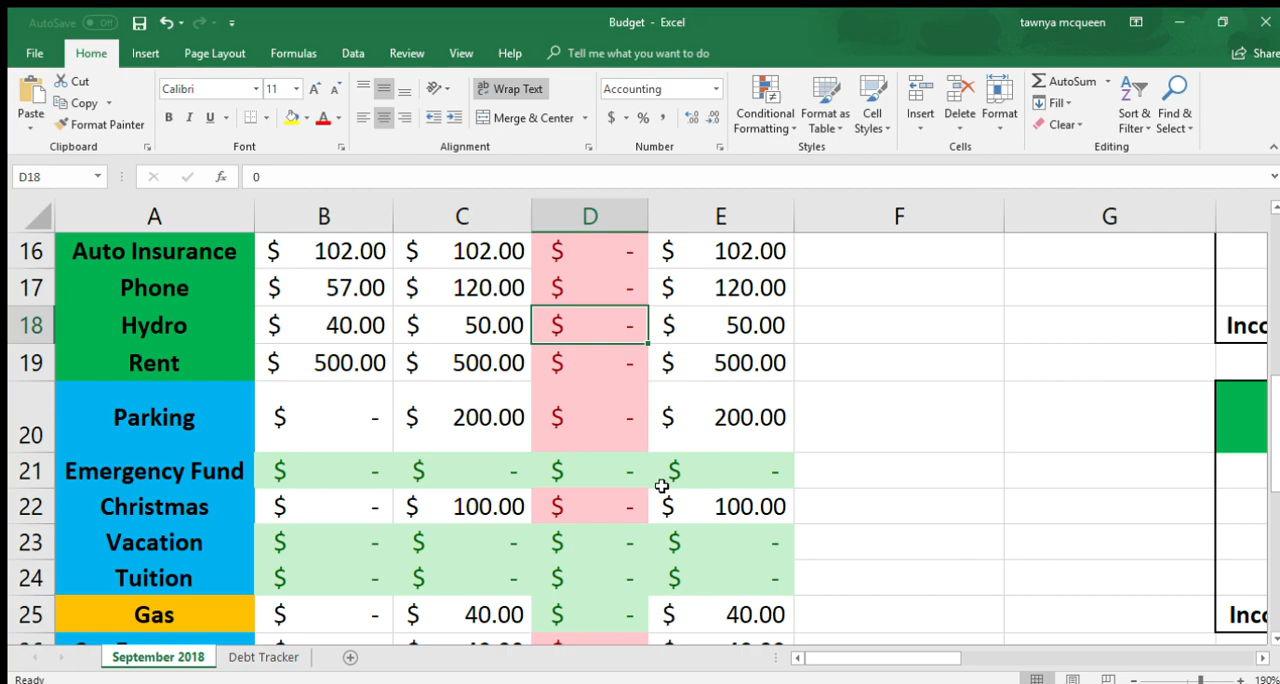 AutoSave Off Budget - Excel tawnya mcqueen
File Home Insert Page Layout Formulas Data Review View Help Tell me what you want to do Share
Paste Cut Copy Format Painter Clipboard
Calibri 11 B I U A Font
Wrap Text Merge & Center Alignment
Accounting $ % , Number
Conditional Formatting Format as Table Cell Styles Styles
Insert Delete Format Cells
AutoSum Fill Clear Sort & Filter Find & Select Editing
D18 fx 0
A B C D E F G
16 Auto Insurance $ 102.00 $ 102.00 $ - $ 102.00
17 Phone $ 57.00 $ 120.00 $ - $ 120.00
18 Hydro $ 40.00 $ 50.00 $ - $ 50.00 Inco
19 Rent $ 500.00 $ 500.00 $ - $ 500.00
20 Parking $ - $ 200.00 $ - $ 200.00
21 Emergency Fund $ - $ - $ - $ -
22 Christmas $ - $ 100.00 $ - $ 100.00
23 Vacation $ - $ - $ - $ -
24 Tuition $ - $ - $ - $ -
25 Gas $ - $ 40.00 $ - $ 40.00 Inco
September 2018 Debt Tracker
Ready 190%